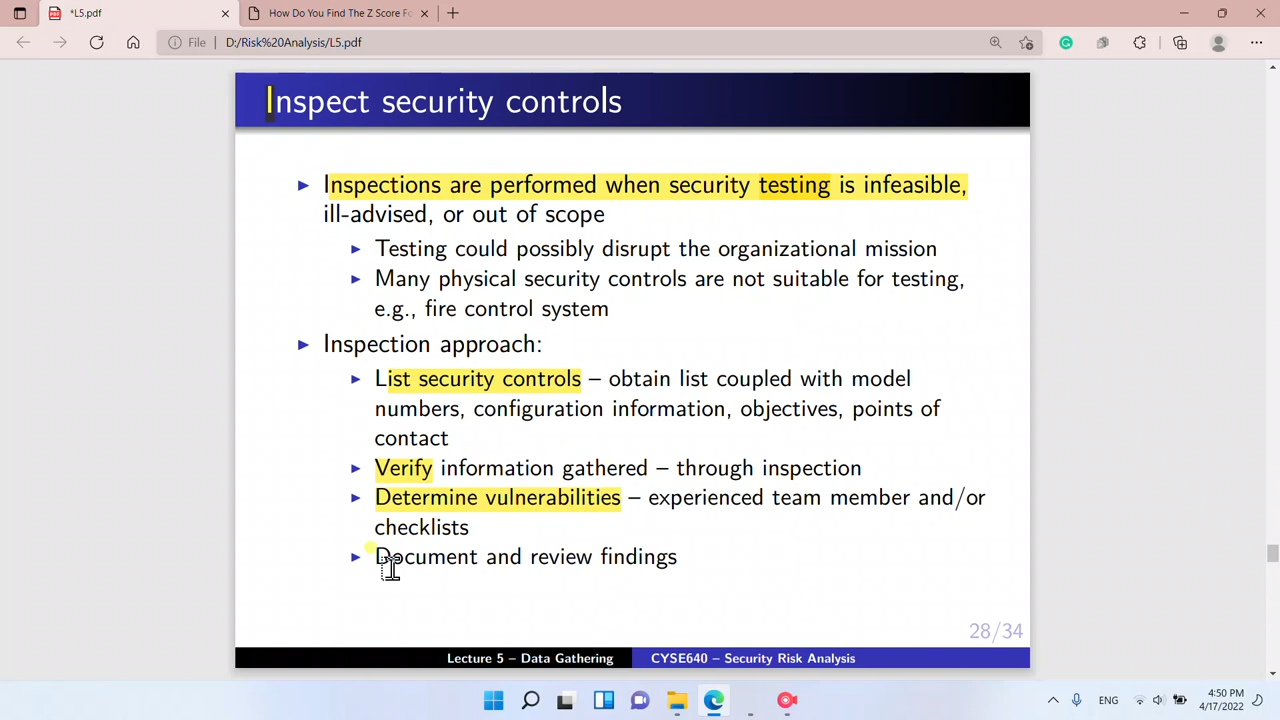 *L5.pdf
How Do You Find The Z Score Fo
File
D:/Risk%20Analysis/L5.pdf
Inspect security controls
Inspections are performed when security testing is infeasible,
ill-advised, or out of scope
Testing could possibly disrupt the organizational mission
Many physical security controls are not suitable for testing,
e.g., fire control system
Inspection approach:
List security controls – obtain list coupled with model
numbers, configuration information, objectives, points of
contact
Verify information gathered – through inspection
Determine vulnerabilities – experienced team member and/or
checklists
Document and review findings
28/34
Lecture 5 – Data Gathering
CYSE640 – Security Risk Analysis
ENG
4:50 PM
4/17/2022